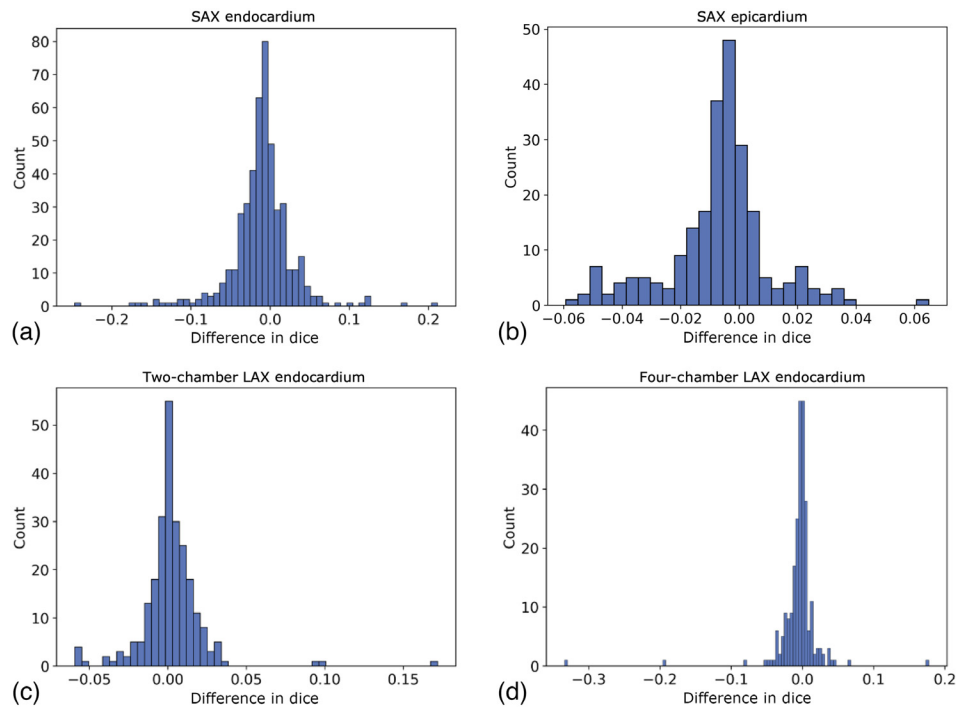 SAX endocardium
80
70
60
50
40
30
20
10
0
Count
−0.2 −0.1 0.0 0.1 0.2
Difference in dice
(a)
SAX epicardium
50
40
30
20
10
0
Count
−0.06 −0.04 −0.02 0.00 0.02 0.04 0.06
Difference in dice
(b)
Two-chamber LAX endocardium
50
40
30
20
10
0
Count
−0.05 0.00 0.05 0.10 0.15
Difference in dice
(c)
Four-chamber LAX endocardium
40
30
20
10
0
Count
−0.3 −0.2 −0.1 0.0 0.1 0.2
Difference in dice
(d)